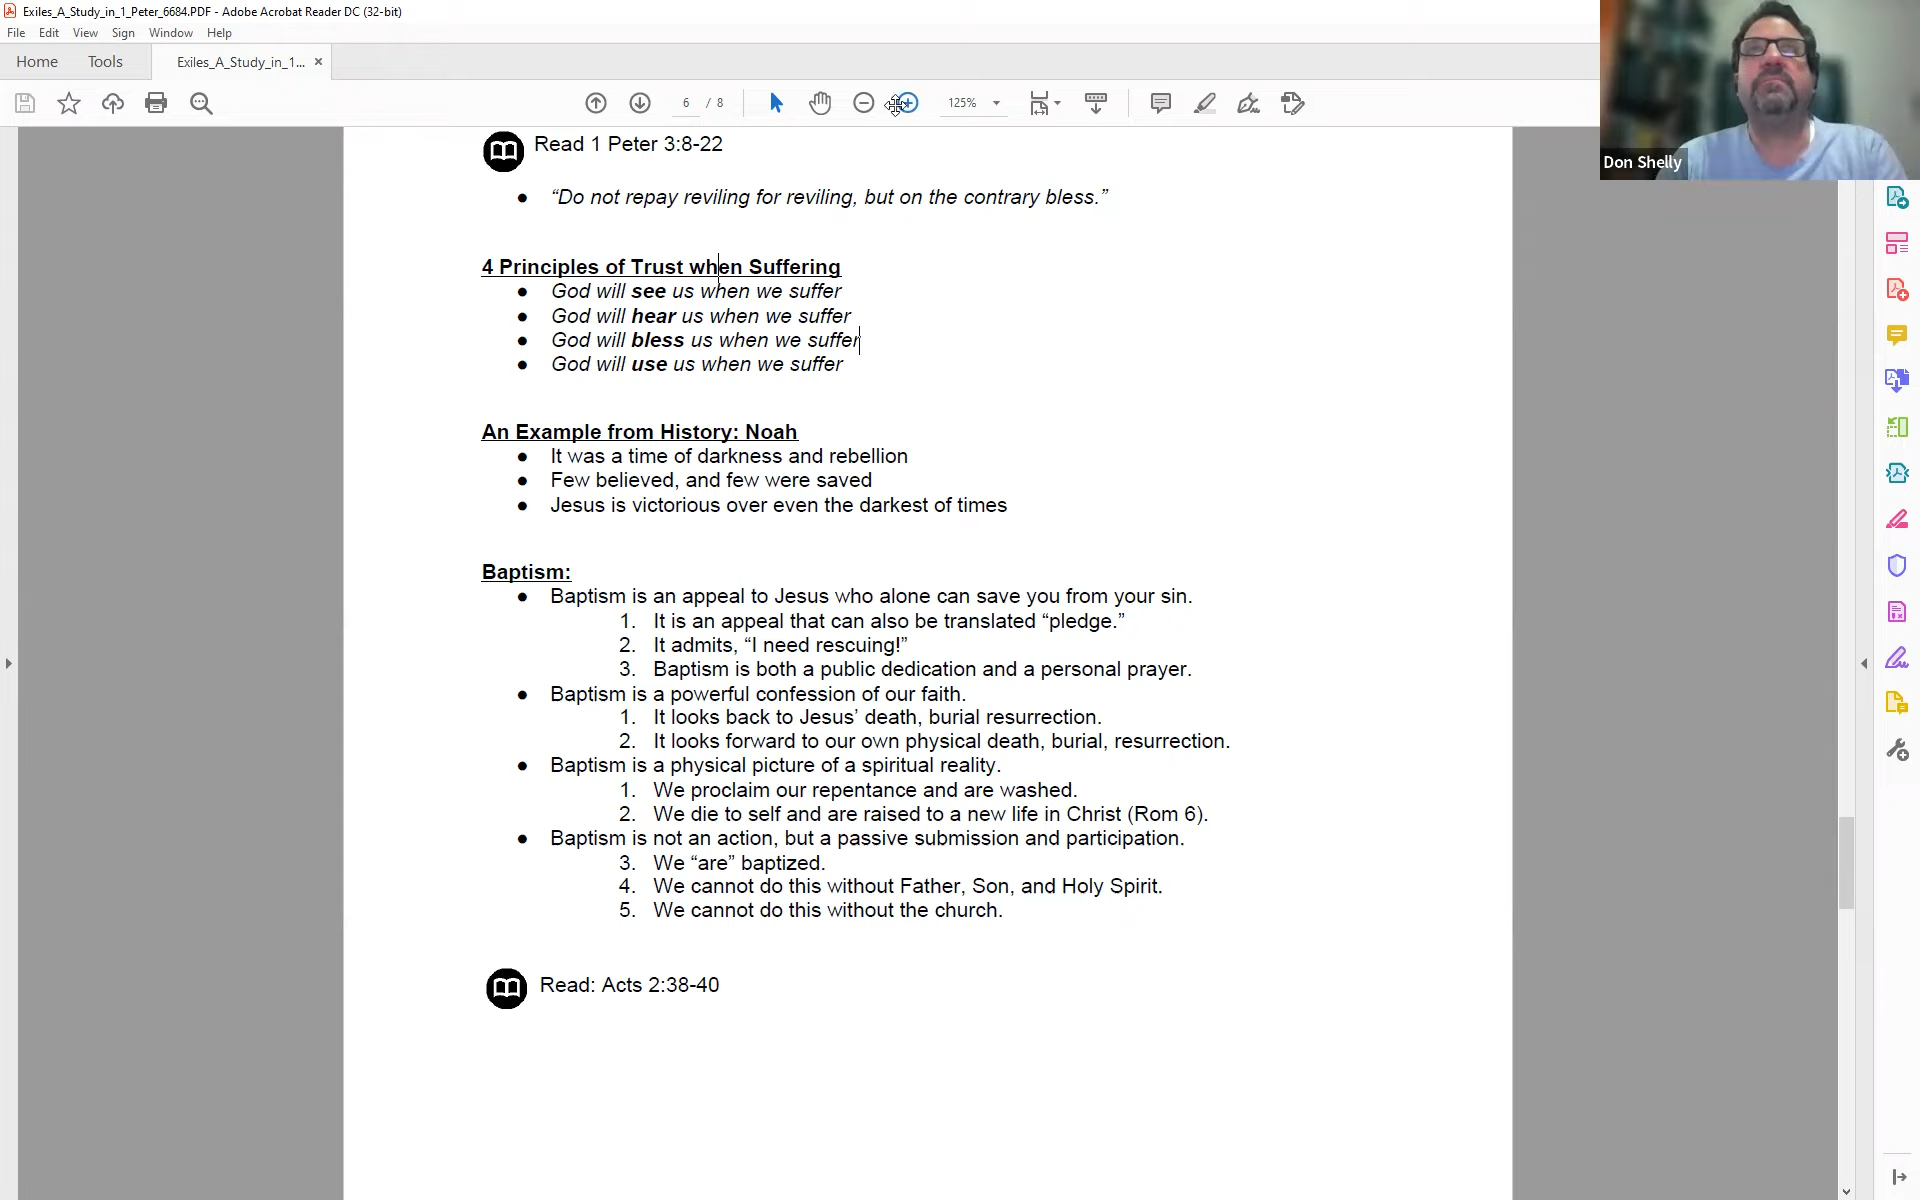 Exiles_A_Study_in_1_Peter_6684.PDF - Adobe Acrobat Reader DC (32-bit)
File Edit View Sign Window Help
Home Tools Exiles_A_Study_in_1... ×
6 / 8 125%
Don Shelly
Read 1 Peter 3:8-22
● “Do not repay reviling for reviling, but on the contrary bless.”
4 Principles of Trust when Suffering
● God will see us when we suffer
● God will hear us when we suffer
● God will bless us when we suffer
● God will use us when we suffer
An Example from History: Noah
● It was a time of darkness and rebellion
● Few believed, and few were saved
● Jesus is victorious over even the darkest of times
Baptism:
● Baptism is an appeal to Jesus who alone can save you from your sin.
1. It is an appeal that can also be translated “pledge.”
2. It admits, “I need rescuing!”
3. Baptism is both a public dedication and a personal prayer.
● Baptism is a powerful confession of our faith.
1. It looks back to Jesus’ death, burial resurrection.
2. It looks forward to our own physical death, burial, resurrection.
● Baptism is a physical picture of a spiritual reality.
1. We proclaim our repentance and are washed.
2. We die to self and are raised to a new life in Christ (Rom 6).
● Baptism is not an action, but a passive submission and participation.
3. We “are” baptized.
4. We cannot do this without Father, Son, and Holy Spirit.
5. We cannot do this without the church.
Read: Acts 2:38-40